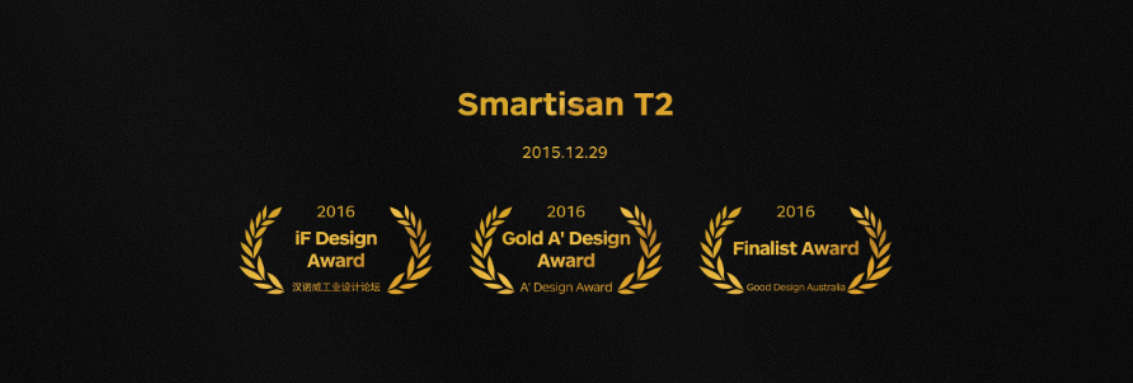 Smartisan T2
2015.12.29
2016
iF Design
Award
汉诺威工业设计论坛
2016
Gold A' Design
Award
A' Design Award
2016
Finalist Award
Good Design Australia